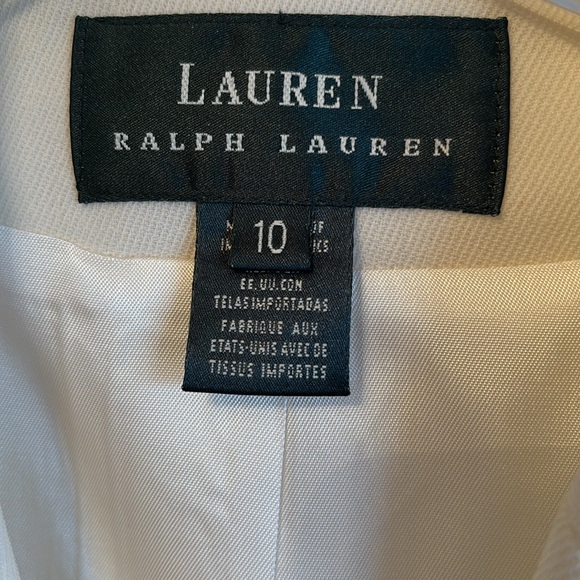 LAUREN
RALPH LAUREN
10
EE.UU.CON
TELAS IMPORTADAS
FABRIQUE AUX
ETATS-UNIS AVEC DE
TISSUS IMPORTES